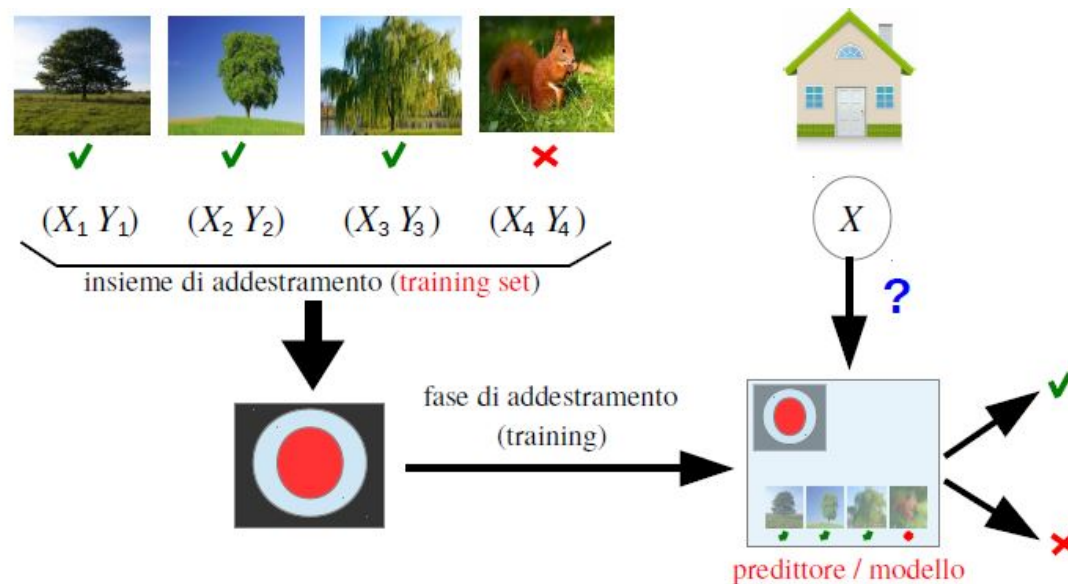 (X₁ Y₁) (X₂ Y₂) (X₃ Y₃) (X₄ Y₄)
insieme di addestramento (training set)
X
?
fase di addestramento
(training)
predittore / modello